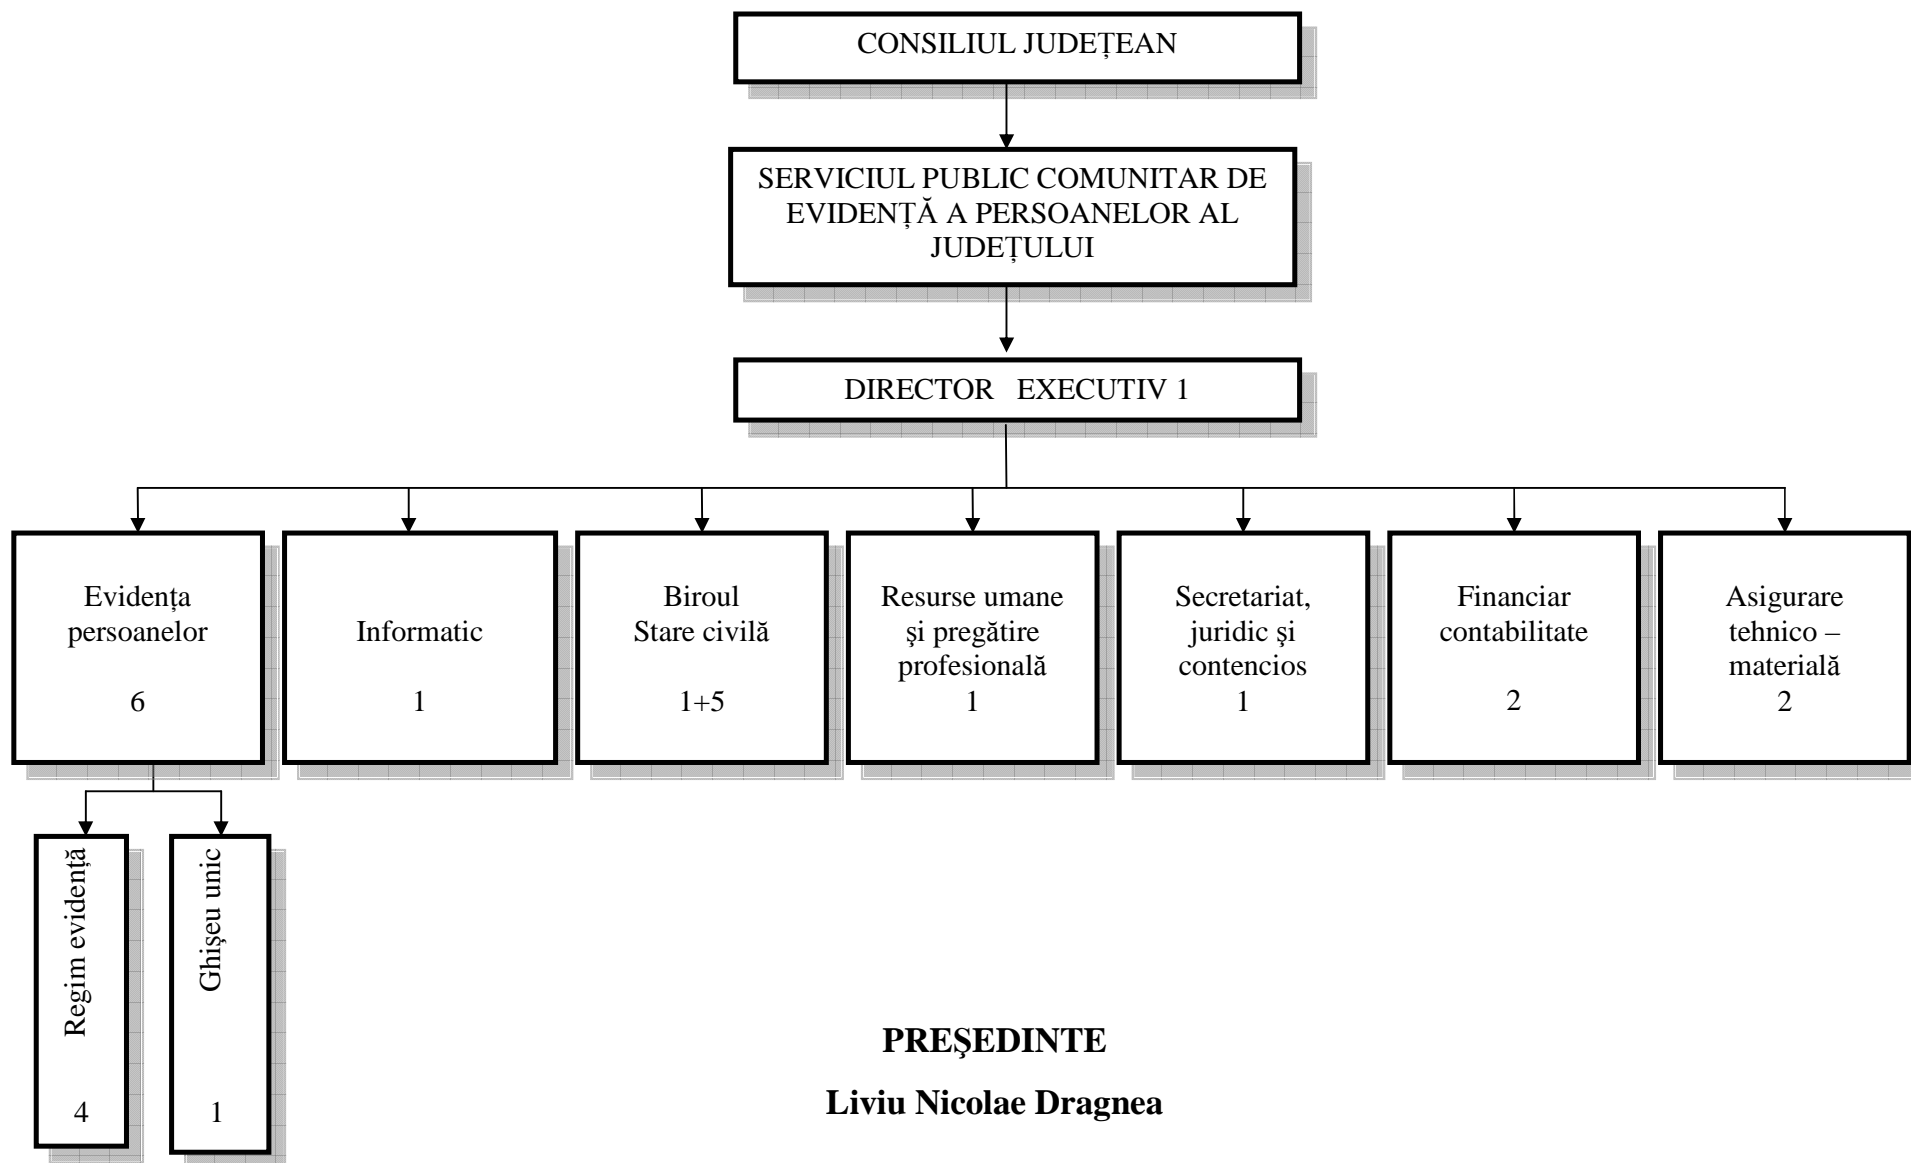 CONSILIUL JUDEȚEAN
SERVICIUL PUBLIC COMUNITAR DE
EVIDENȚĂ A PERSOANELOR AL
JUDEȚULUI
DIRECTOR EXECUTIV 1
Evidența
persoanelor
6
Informatic
1
Biroul
Stare civilă
1+5
Resurse umane
şi pregătire
profesională
1
Secretariat,
juridic şi
contencios
1
Financiar
contabilitate
2
Asigurare
tehnico –
materială
2
Regim evidență
4
Ghişeu unic
1
PREŞEDINTE
Liviu Nicolae Dragnea